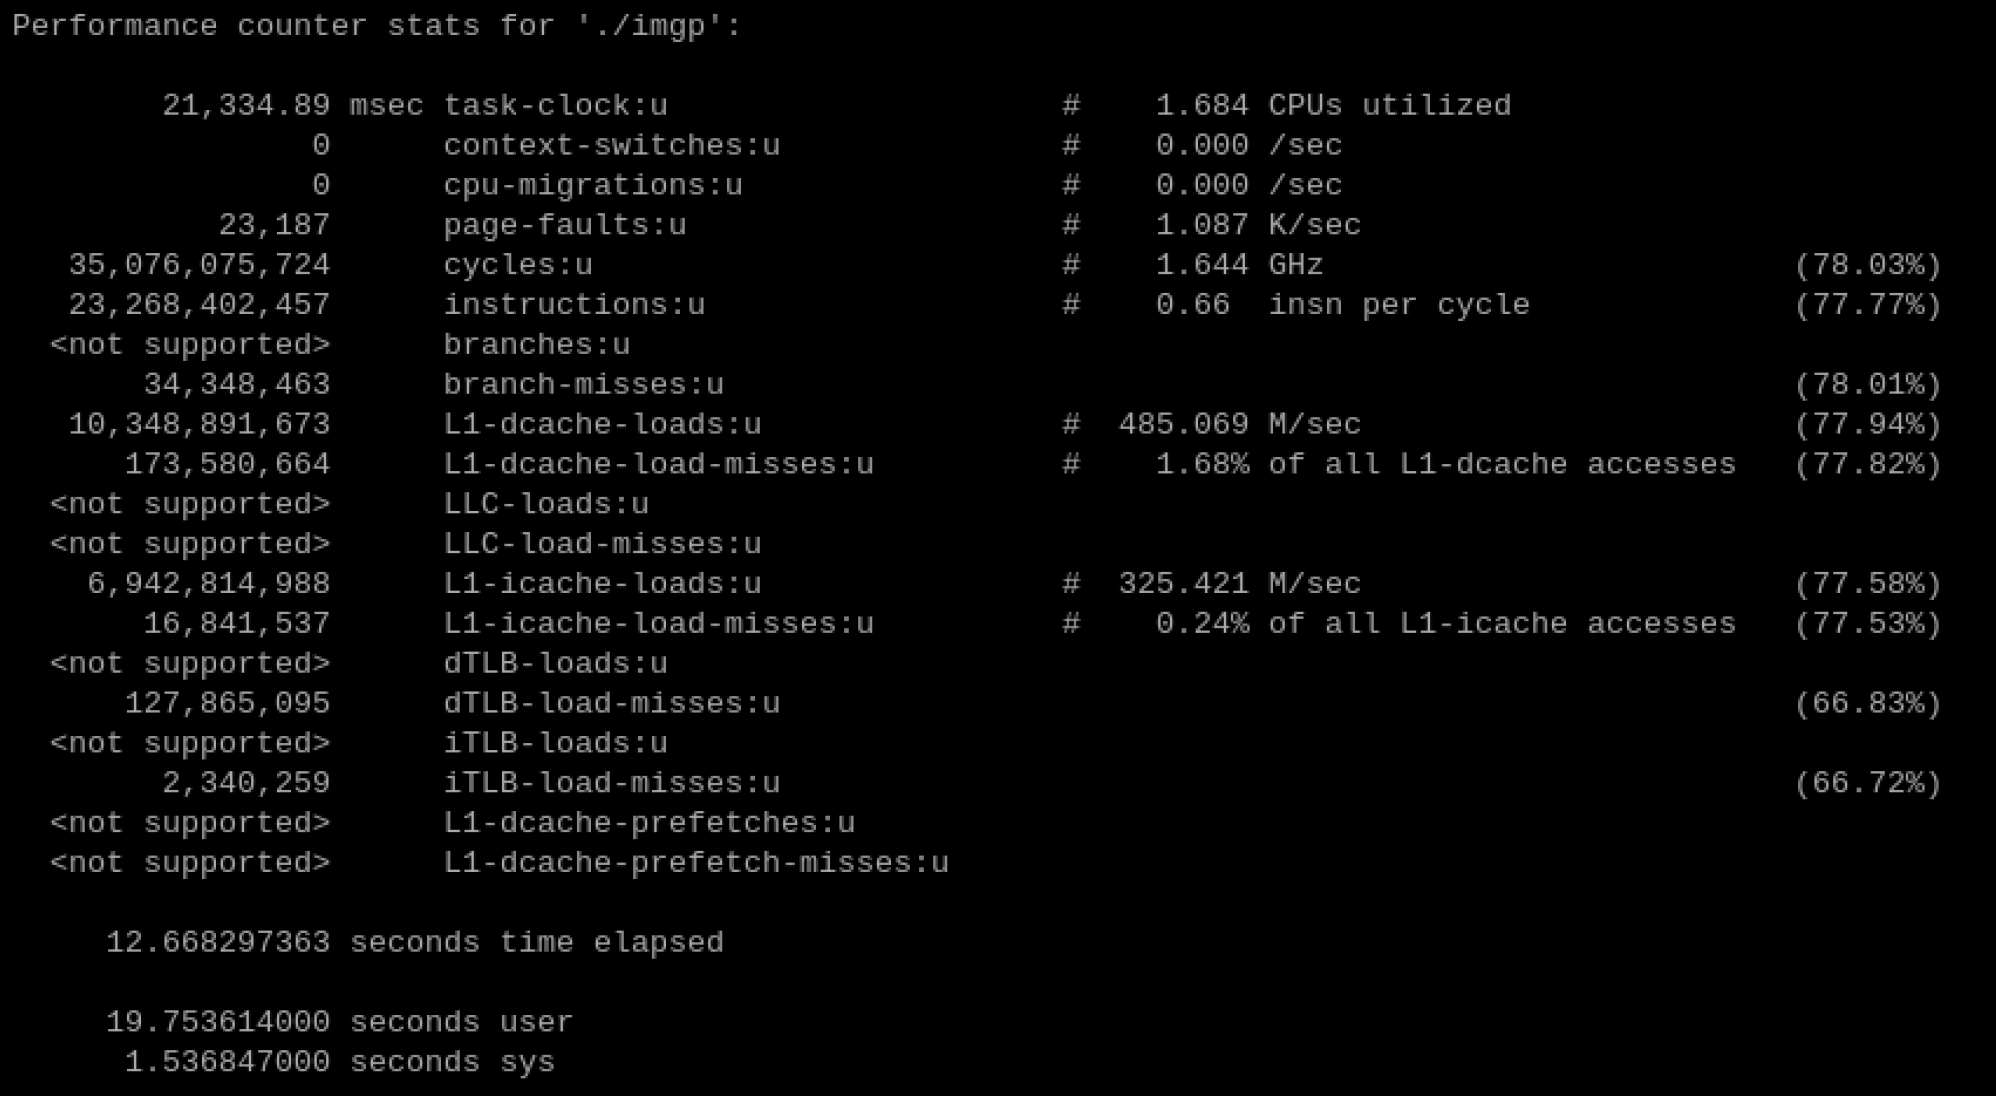 Performance counter stats for './imgp':
21,334.89 msec task-clock:u # 1.684 CPUs utilized
0 context-switches:u # 0.000 /sec
0 cpu-migrations:u # 0.000 /sec
23,187 page-faults:u # 1.087 K/sec
35,076,075,724 cycles:u # 1.644 GHz (78.03%)
23,268,402,457 instructions:u # 0.66 insn per cycle (77.77%)
<not supported> branches:u
34,348,463 branch-misses:u (78.01%)
10,348,891,673 L1-dcache-loads:u # 485.069 M/sec (77.94%)
173,580,664 L1-dcache-load-misses:u # 1.68% of all L1-dcache accesses (77.82%)
<not supported> LLC-loads:u
<not supported> LLC-load-misses:u
6,942,814,988 L1-icache-loads:u # 325.421 M/sec (77.58%)
16,841,537 L1-icache-load-misses:u # 0.24% of all L1-icache accesses (77.53%)
<not supported> dTLB-loads:u
127,865,095 dTLB-load-misses:u (66.83%)
<not supported> iTLB-loads:u
2,340,259 iTLB-load-misses:u (66.72%)
<not supported> L1-dcache-prefetches:u
<not supported> L1-dcache-prefetch-misses:u
12.668297363 seconds time elapsed
19.753614000 seconds user
1.536847000 seconds sys